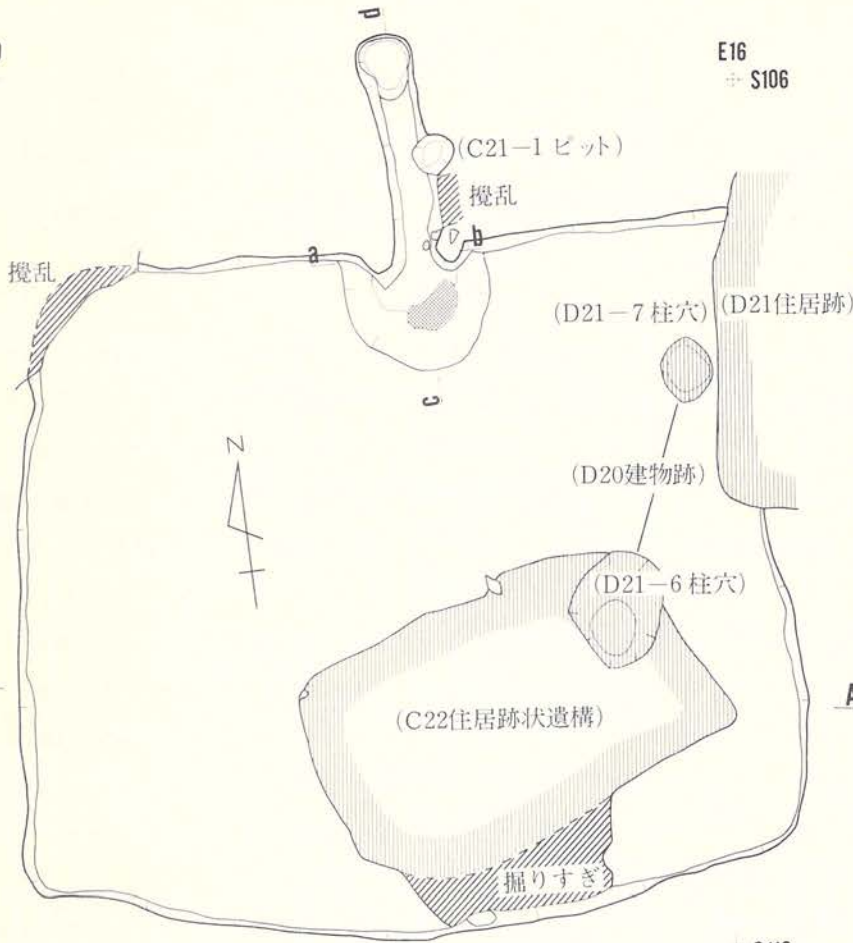 d
E16
S106
(C21−1 ピット)
攪乱
a
b
攪乱
(D21−7 柱穴)
(D21住居跡)
c
N
(D20建物跡)
(D21−6 柱穴)
(C22住居跡状遺構)
A
掘りすぎ